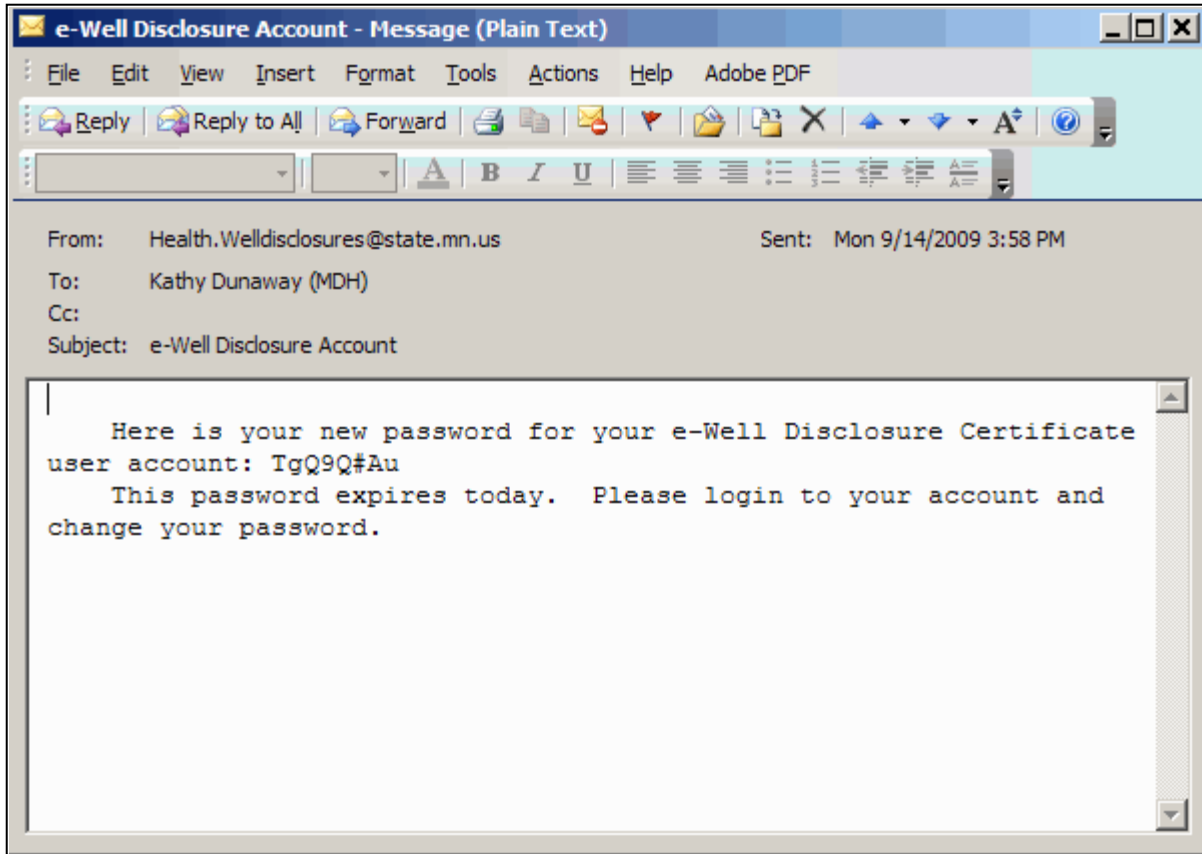 e-Well Disclosure Account - Message (Plain Text)
File Edit View Insert Format Tools Actions Help Adobe PDF
Reply Reply to All Forward
A B I U
From: Health.Welldisclosures@state.mn.us Sent: Mon 9/14/2009 3:58 PM
To: Kathy Dunaway (MDH)
Cc:
Subject: e-Well Disclosure Account
Here is your new password for your e-Well Disclosure Certificate
user account: TgQ9Q#Au
This password expires today. Please login to your account and
change your password.